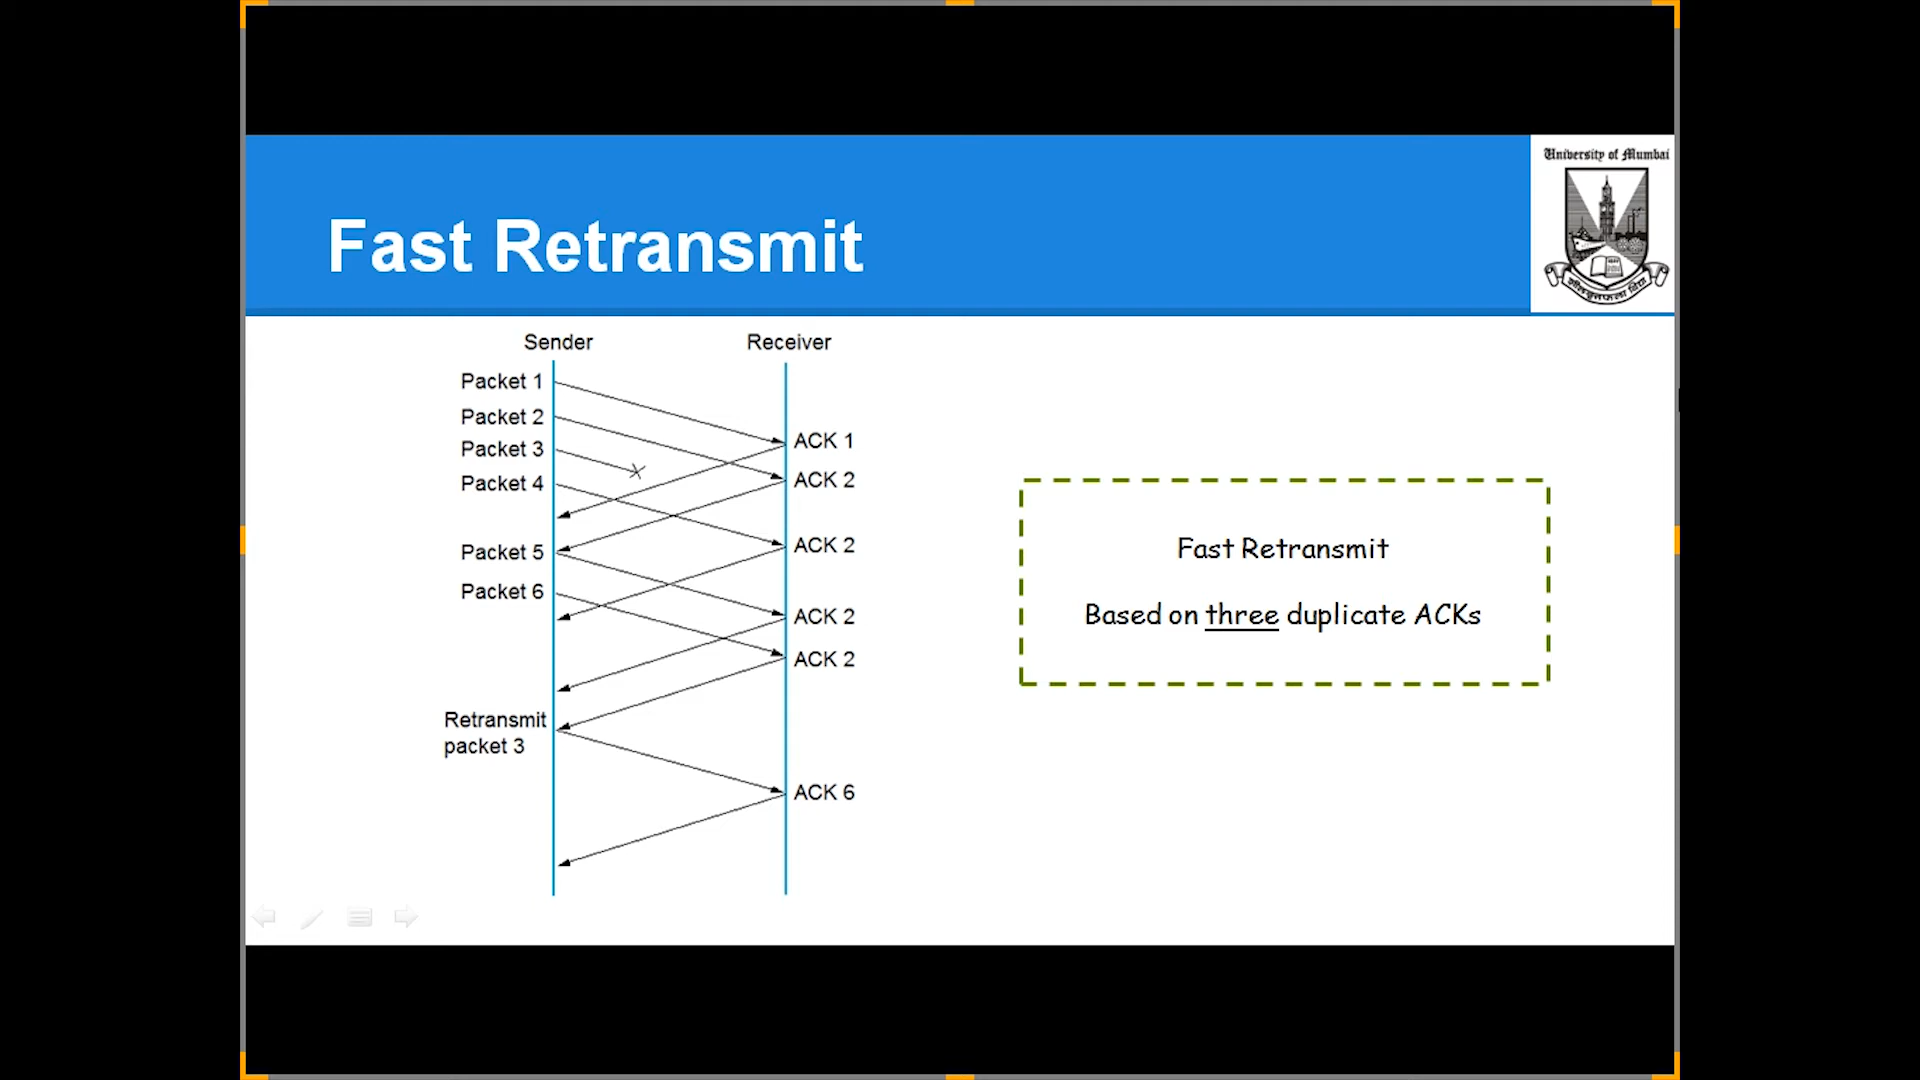 University of Mumbai
Fast Retransmit
Sender
Receiver
Packet 1
Packet 2
Packet 3
Packet 4
Packet 5
Packet 6
Retransmit
packet 3
ACK 1
ACK 2
ACK 2
ACK 2
ACK 2
ACK 6
Fast Retransmit
Based on three duplicate ACKs